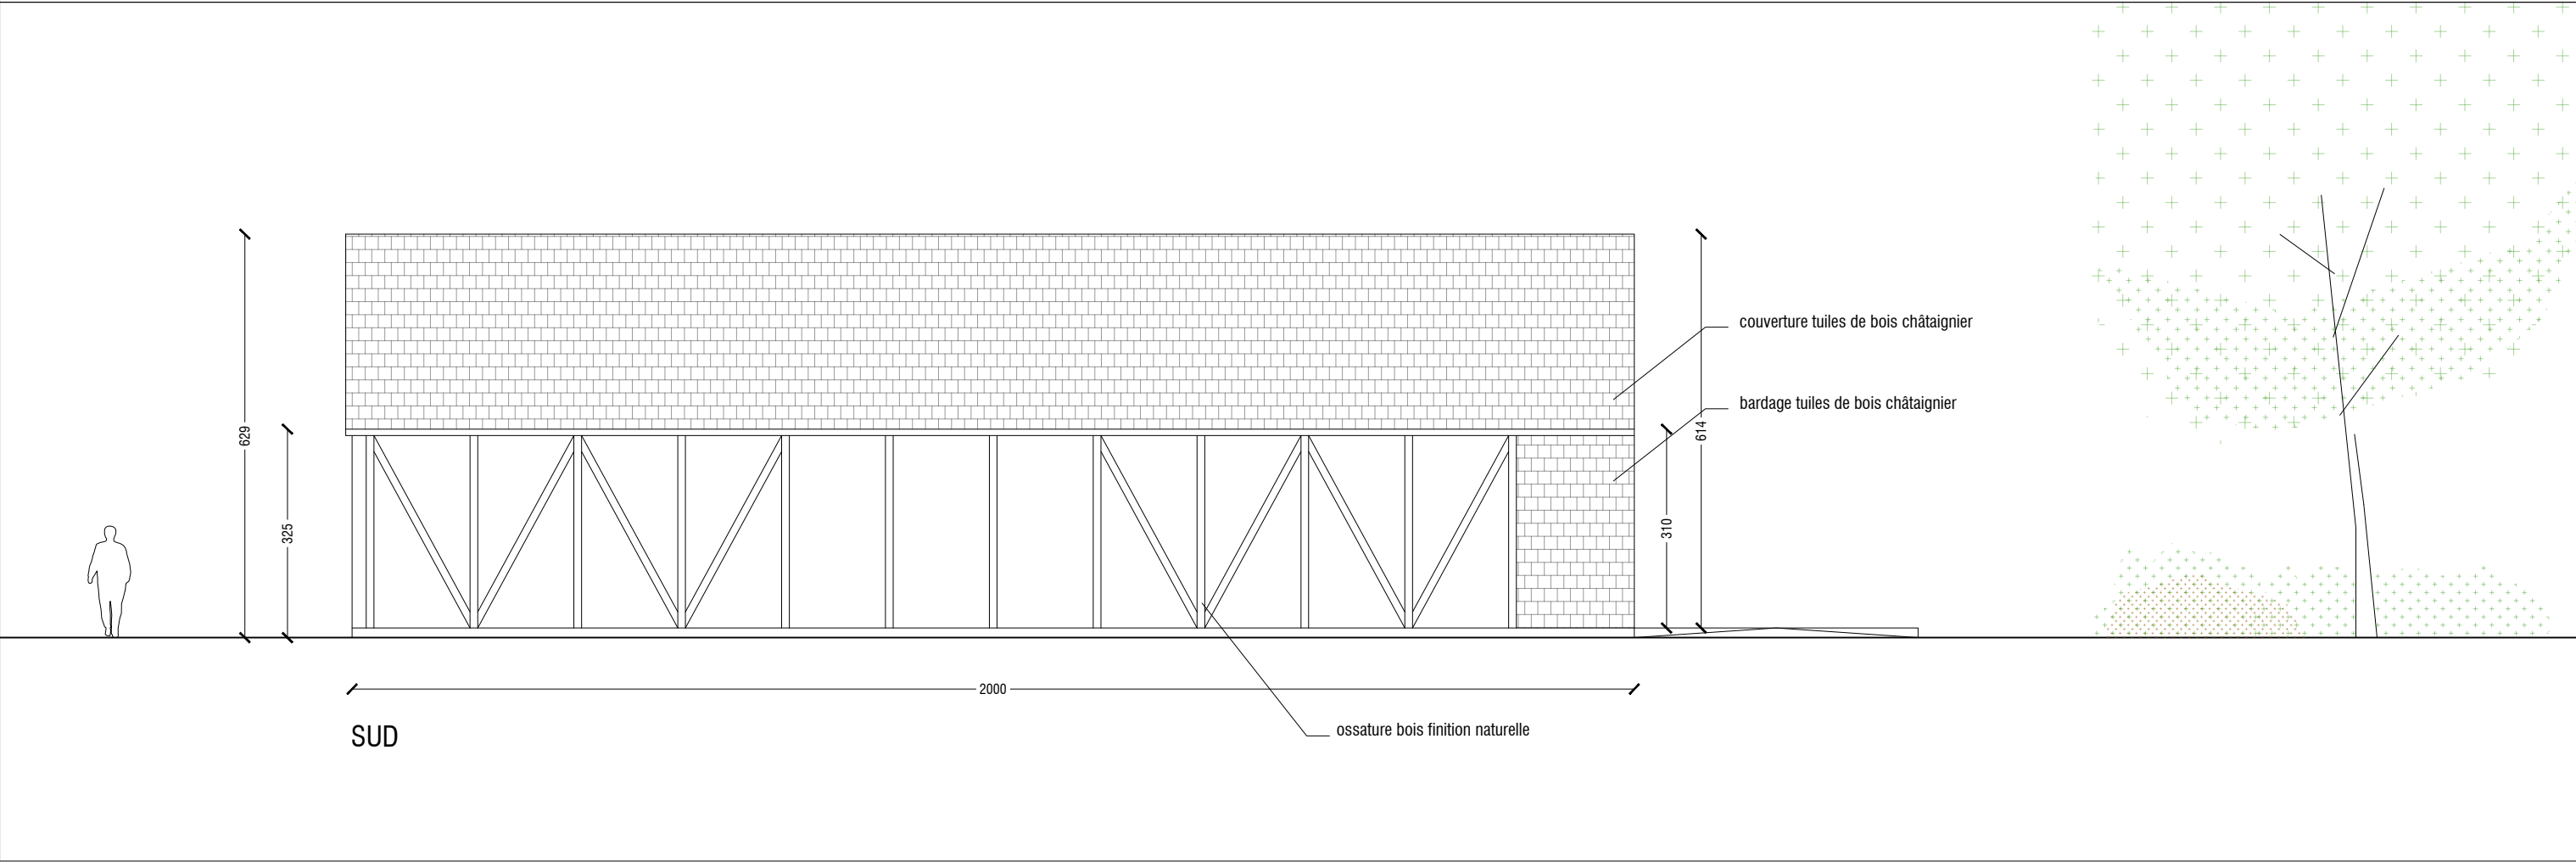 couverture tuiles de bois châtaignier
bardage tuiles de bois châtaignier
629
614
325
310
2000
ossature bois finition naturelle
SUD